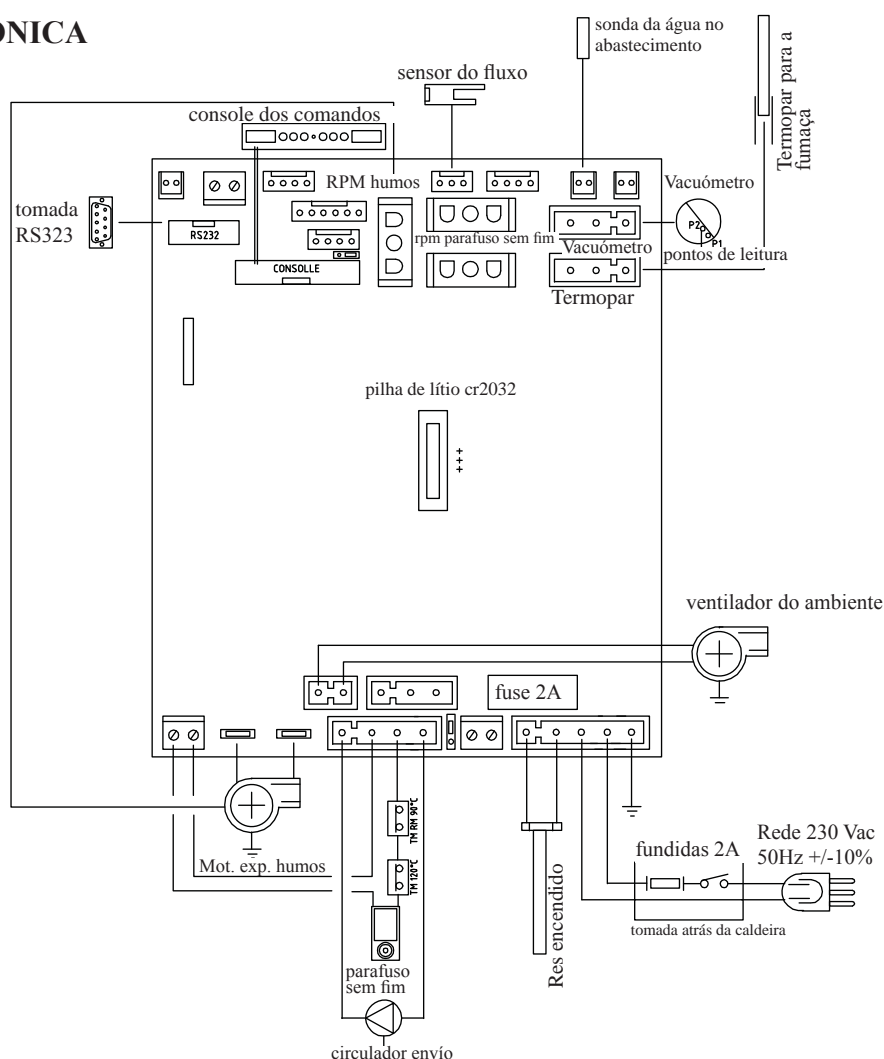 ÓNICA
sonda da água no
abastecimento
sensor do fluxo
console dos comandos
Termopar para a
fumaça
RPM humos
Vacuómetro
tomada
RS323
RS232
rpm parafuso sem fim
Vacuómetro
P2
P1
pontos de leitura
CONSOLLE
Termopar
pilha de lítio cr2032
+++
ventilador do ambiente
fuse 2A
TM RM 90°C
Mot. exp. humos
TM 120°C
Res encendido
fundidas 2A
Rede 230 Vac
50Hz +/-10%
tomada atrás da caldeira
parafuso
sem fim
circulador envío